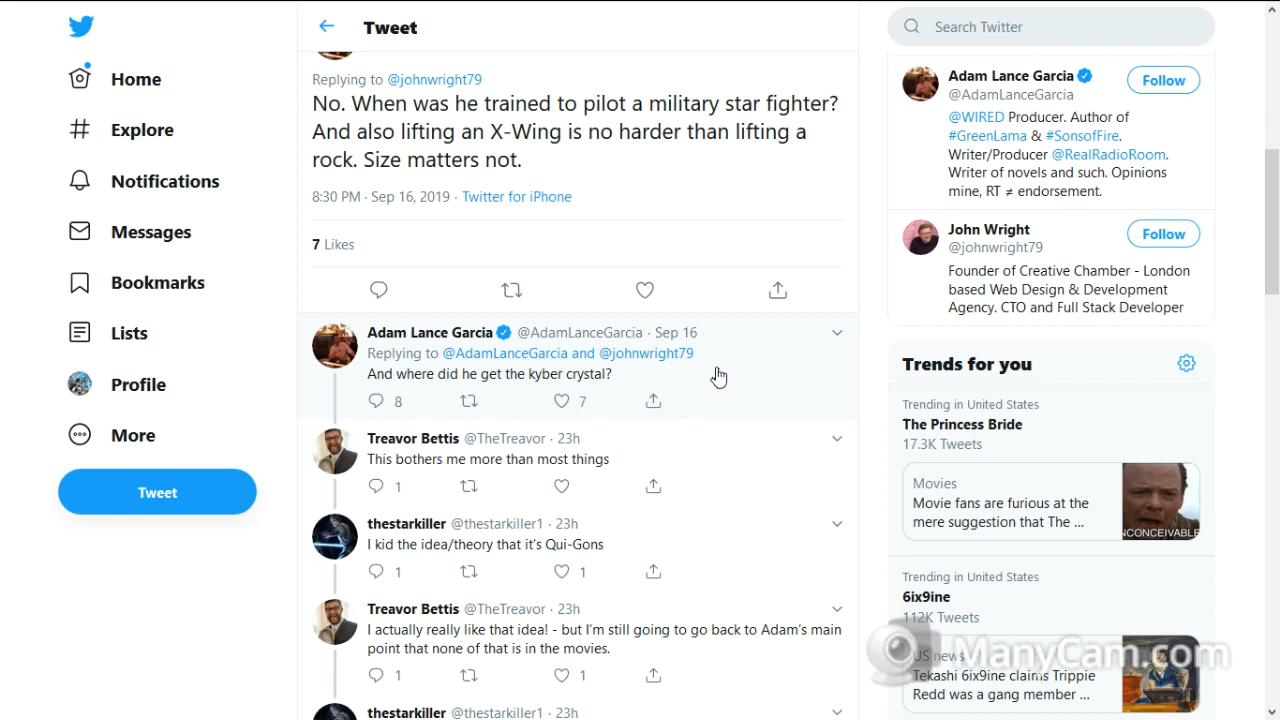 Home
Explore
Notifications
Messages
Bookmarks
Lists
Profile
More
Tweet
Tweet
Replying to @johnwright79
No. When was he trained to pilot a military star fighter?
And also lifting an X-Wing is no harder than lifting a
rock. Size matters not.
8:30 PM · Sep 16, 2019 · Twitter for iPhone
7 Likes
Adam Lance Garcia @AdamLanceGarcia · Sep 16
Replying to @AdamLanceGarcia and @johnwright79
And where did he get the kyber crystal?
8 7
Treavor Bettis @TheTreavor · 23h
This bothers me more than most things
1
thestarkiller @thestarkiller1 · 23h
I kid the idea/theory that it's Qui-Gons
1 1
Treavor Bettis @TheTreavor · 23h
I actually really like that idea! - but I'm still going to go back to Adam's main
point that none of that is in the movies.
1 1
thestarkiller @thestarkiller1 · 23h
Search Twitter
Adam Lance Garcia
Follow
@AdamLanceGarcia
@WIRED Producer. Author of
#GreenLama & #SonsofFire.
Writer/Producer @RealRadioRoom.
Writer of novels and such. Opinions
mine, RT ≠ endorsement.
John Wright
Follow
@johnwright79
Founder of Creative Chamber - London
based Web Design & Development
Agency. CTO and Full Stack Developer
Trends for you
Trending in United States
The Princess Bride
17.3K Tweets
Movies
Movie fans are furious at the
mere suggestion that The ...
NCONCEIVABLE
Trending in United States
6ix9ine
112K Tweets
US news
Tekashi 6ix9ine claims Trippie
Redd was a gang member ...
ManyCam.com